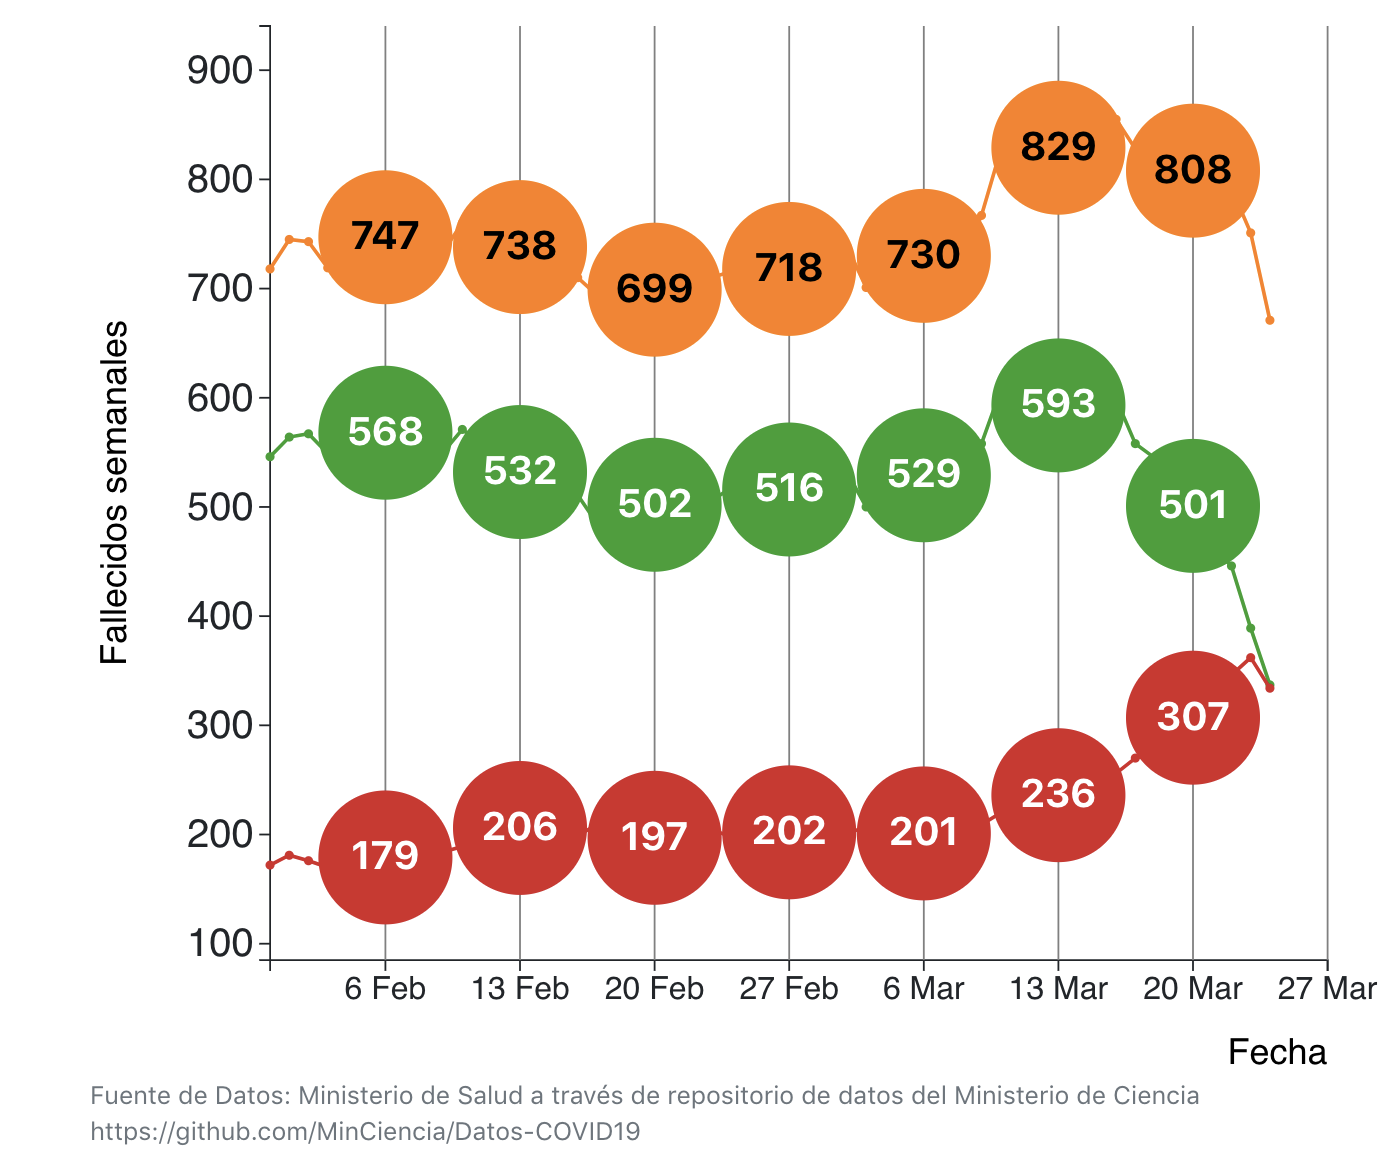 900
800
700
600
500
400
300
200
100
Fallecidos semanales
747 738 699 718 730 829 808
568 532 502 516 529 593 501
179 206 197 202 201 236 307
6 Feb 13 Feb 20 Feb 27 Feb 6 Mar 13 Mar 20 Mar 27 Mar
Fecha
Fuente de Datos: Ministerio de Salud a través de repositorio de datos del Ministerio de Ciencia
https://github.com/MinCiencia/Datos-COVID19